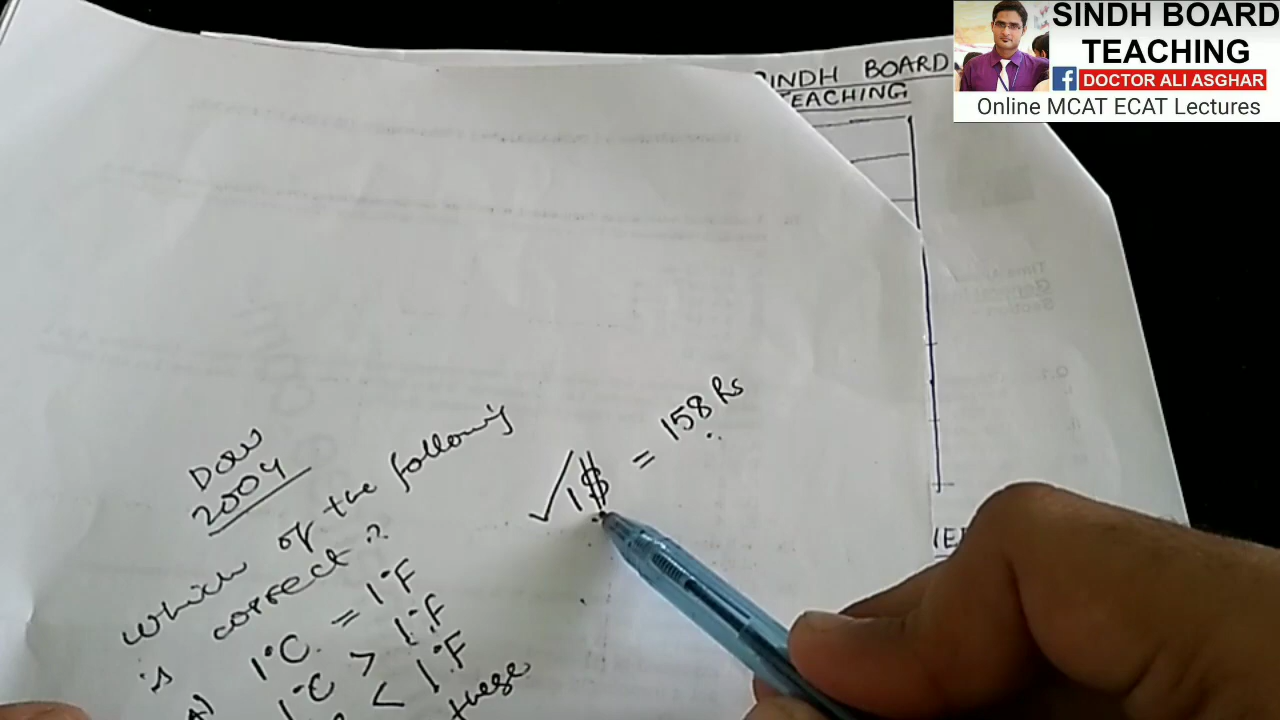 SINDH BOARD
TEACHING
f DOCTOR ALI ASGHAR
Online MCAT ECAT Lectures
SINDH BOARD
TEACHING
DOW
2004
which of the following
is correct?
A) 1°C = 1°F
1°C > 1°F
< 1°F
these
1$ = 158 Rs